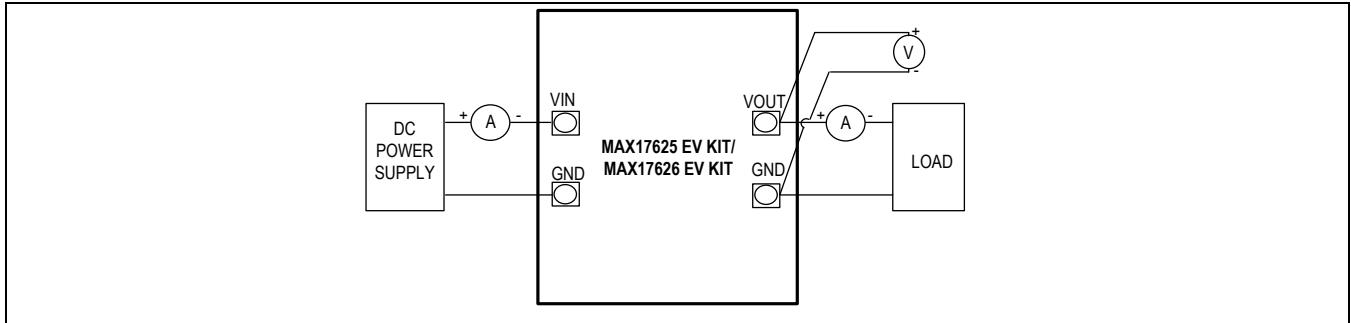 DC
POWER
SUPPLY
+
A
-
VIN
GND
MAX17625 EV KIT/
MAX17626 EV KIT
VOUT
GND
+
V
-
+
A
-
LOAD